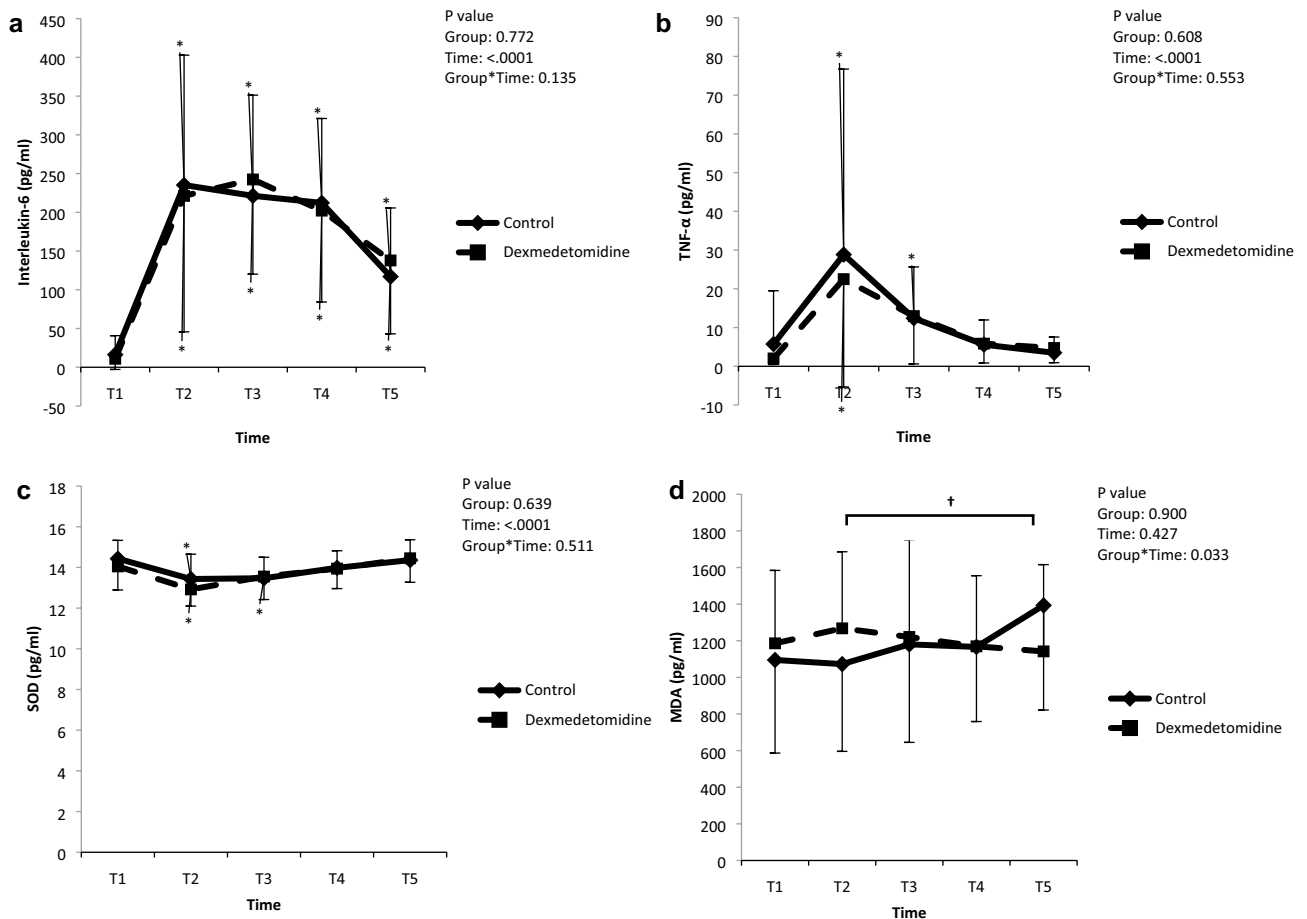 a
450
400
350
300
250
200
150
100
50
0
-50
Interleukin-6 (pg/ml)
*
*
*
*
*
*
*
*
T1 T2 T3 T4 T5
Time
P value
Group: 0.772
Time: <.0001
Group*Time: 0.135
Control
Dexmedetomidine
b
90
80
70
60
50
40
30
20
10
0
-10
TNF-α (pg/ml)
*
*
*
T1 T2 T3 T4 T5
Time
P value
Group: 0.608
Time: <.0001
Group*Time: 0.553
Control
Dexmedetomidine
c
18
16
14
12
10
8
6
4
2
0
SOD (pg/ml)
*
*
*
T1 T2 T3 T4 T5
Time
P value
Group: 0.639
Time: <.0001
Group*Time: 0.511
Control
Dexmedetomidine
d
2000
1800
1600
1400
1200
1000
800
600
400
200
0
MDA (pg/ml)
†
T1 T2 T3 T4 T5
Time
P value
Group: 0.900
Time: 0.427
Group*Time: 0.033
Control
Dexmedetomidine